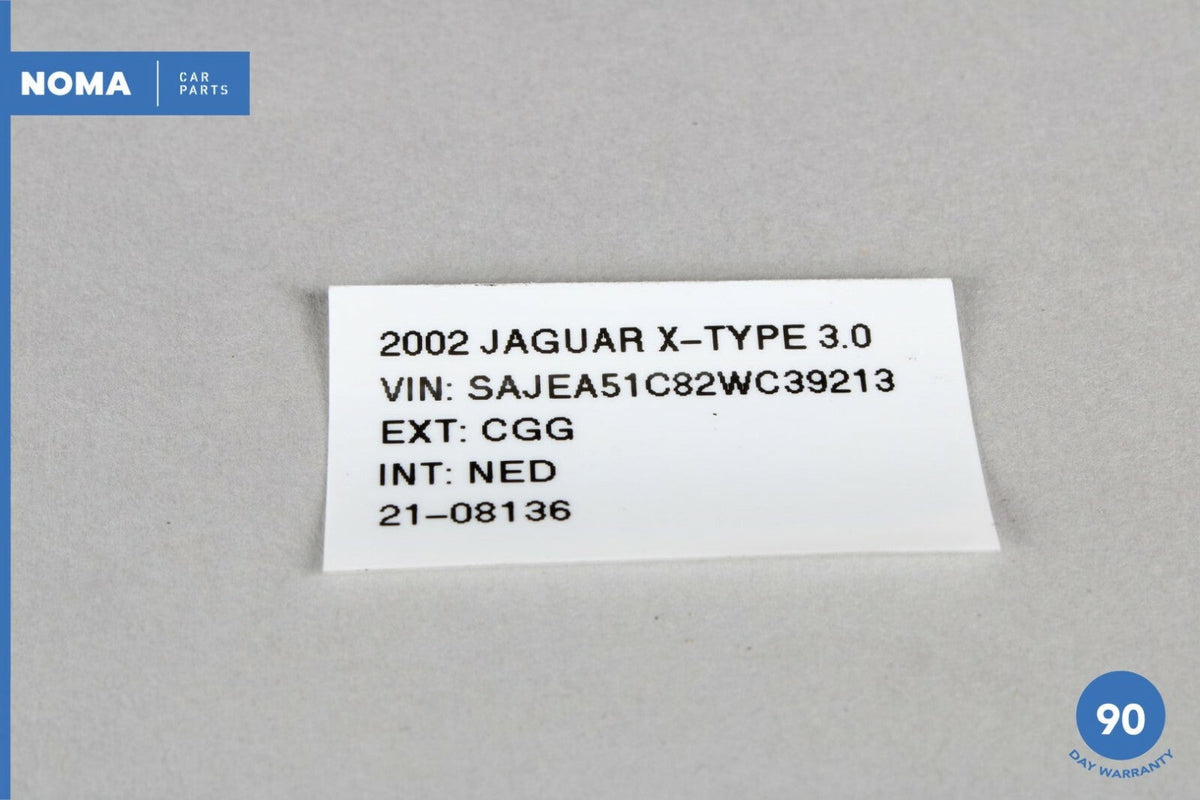 NOMA
CAR
PARTS
2002 JAGUAR X-TYPE 3.0
VIN: SAJEA51C82WC39213
EXT: CGG
INT: NED
21-08136
90
DAY WARRANTY